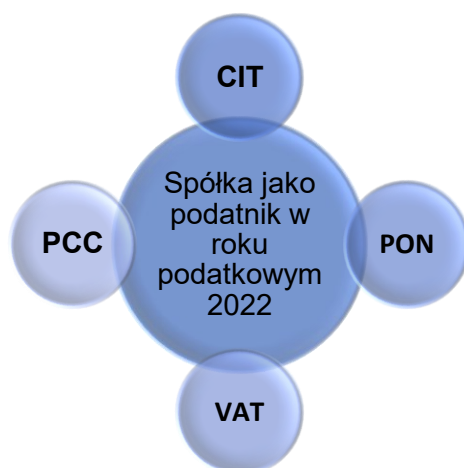 CIT
Spółka jako
podatnik w
roku
podatkowym
2022
PCC
PON
VAT